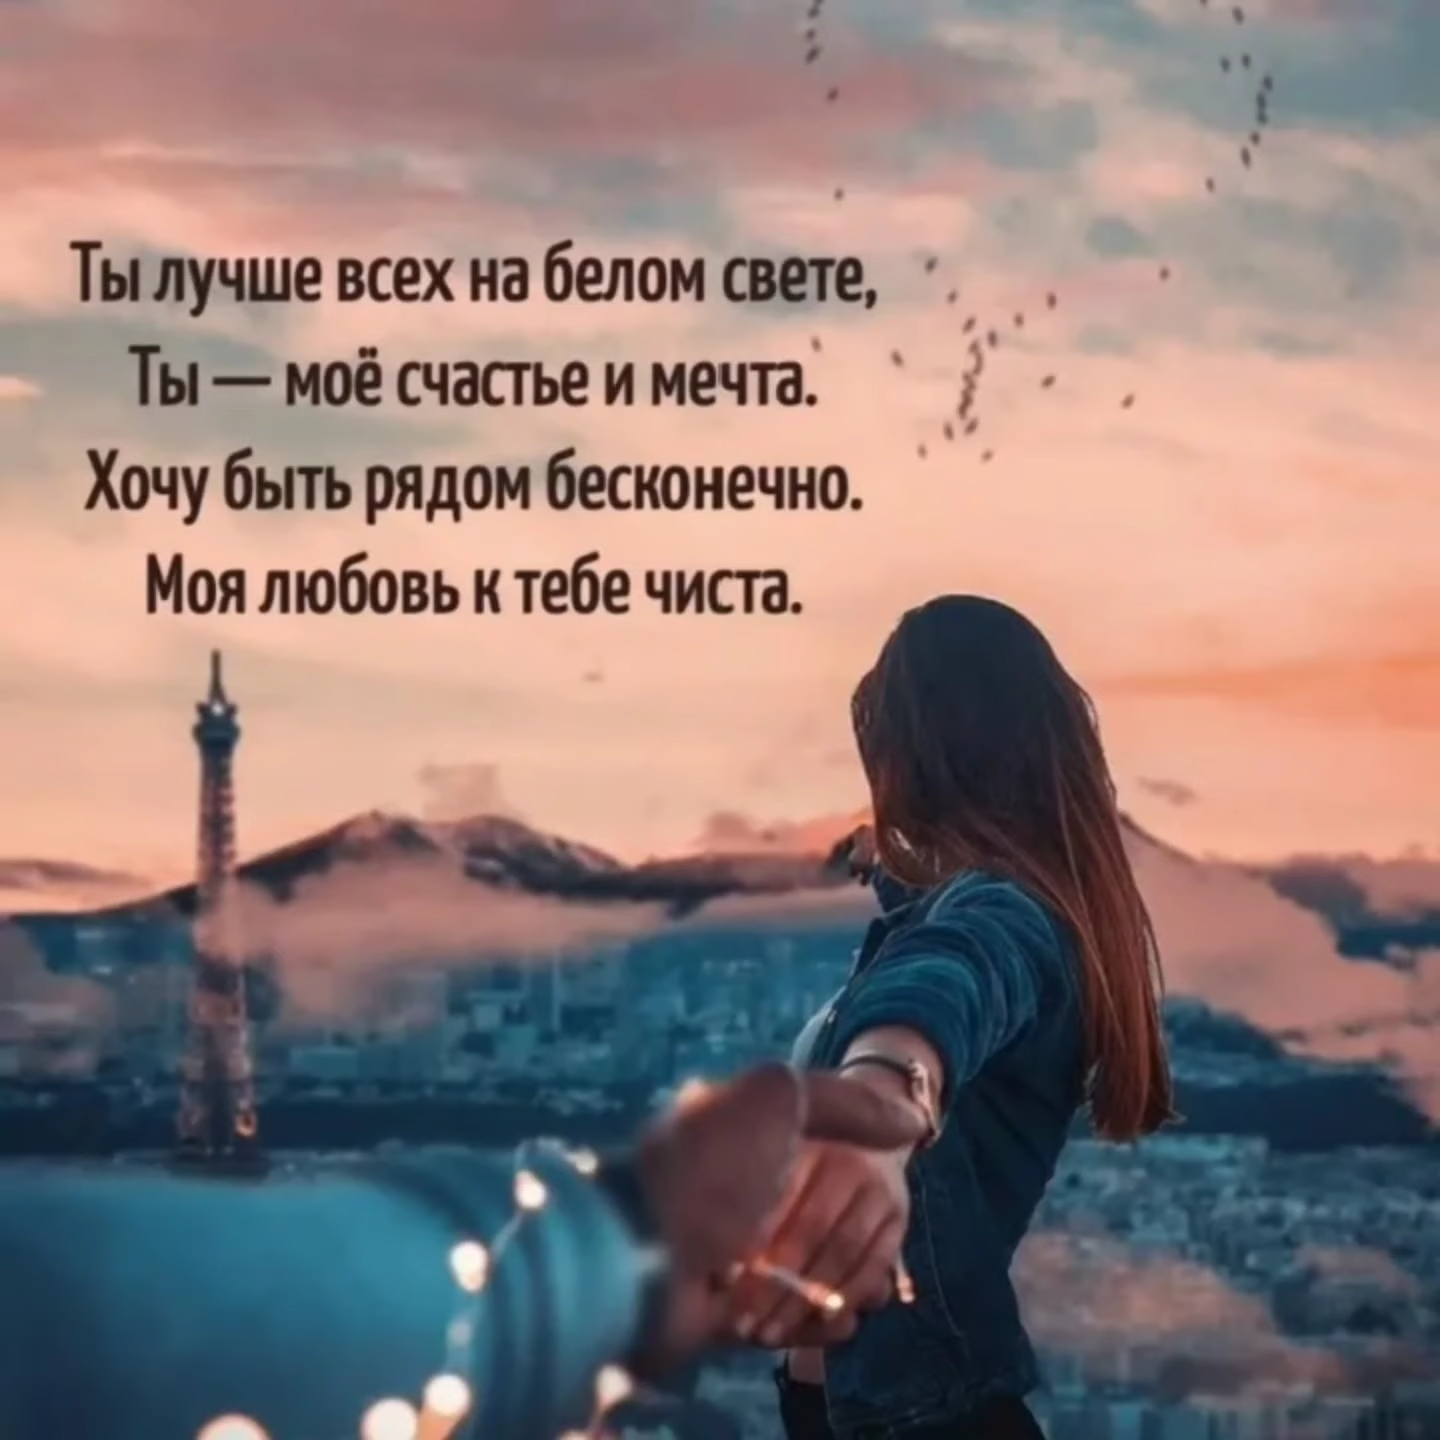 Ты лучше всех на белом свете,
Ты — моё счастье и мечта.
Хочу быть рядом бесконечно.
Моя любовь к тебе чиста.